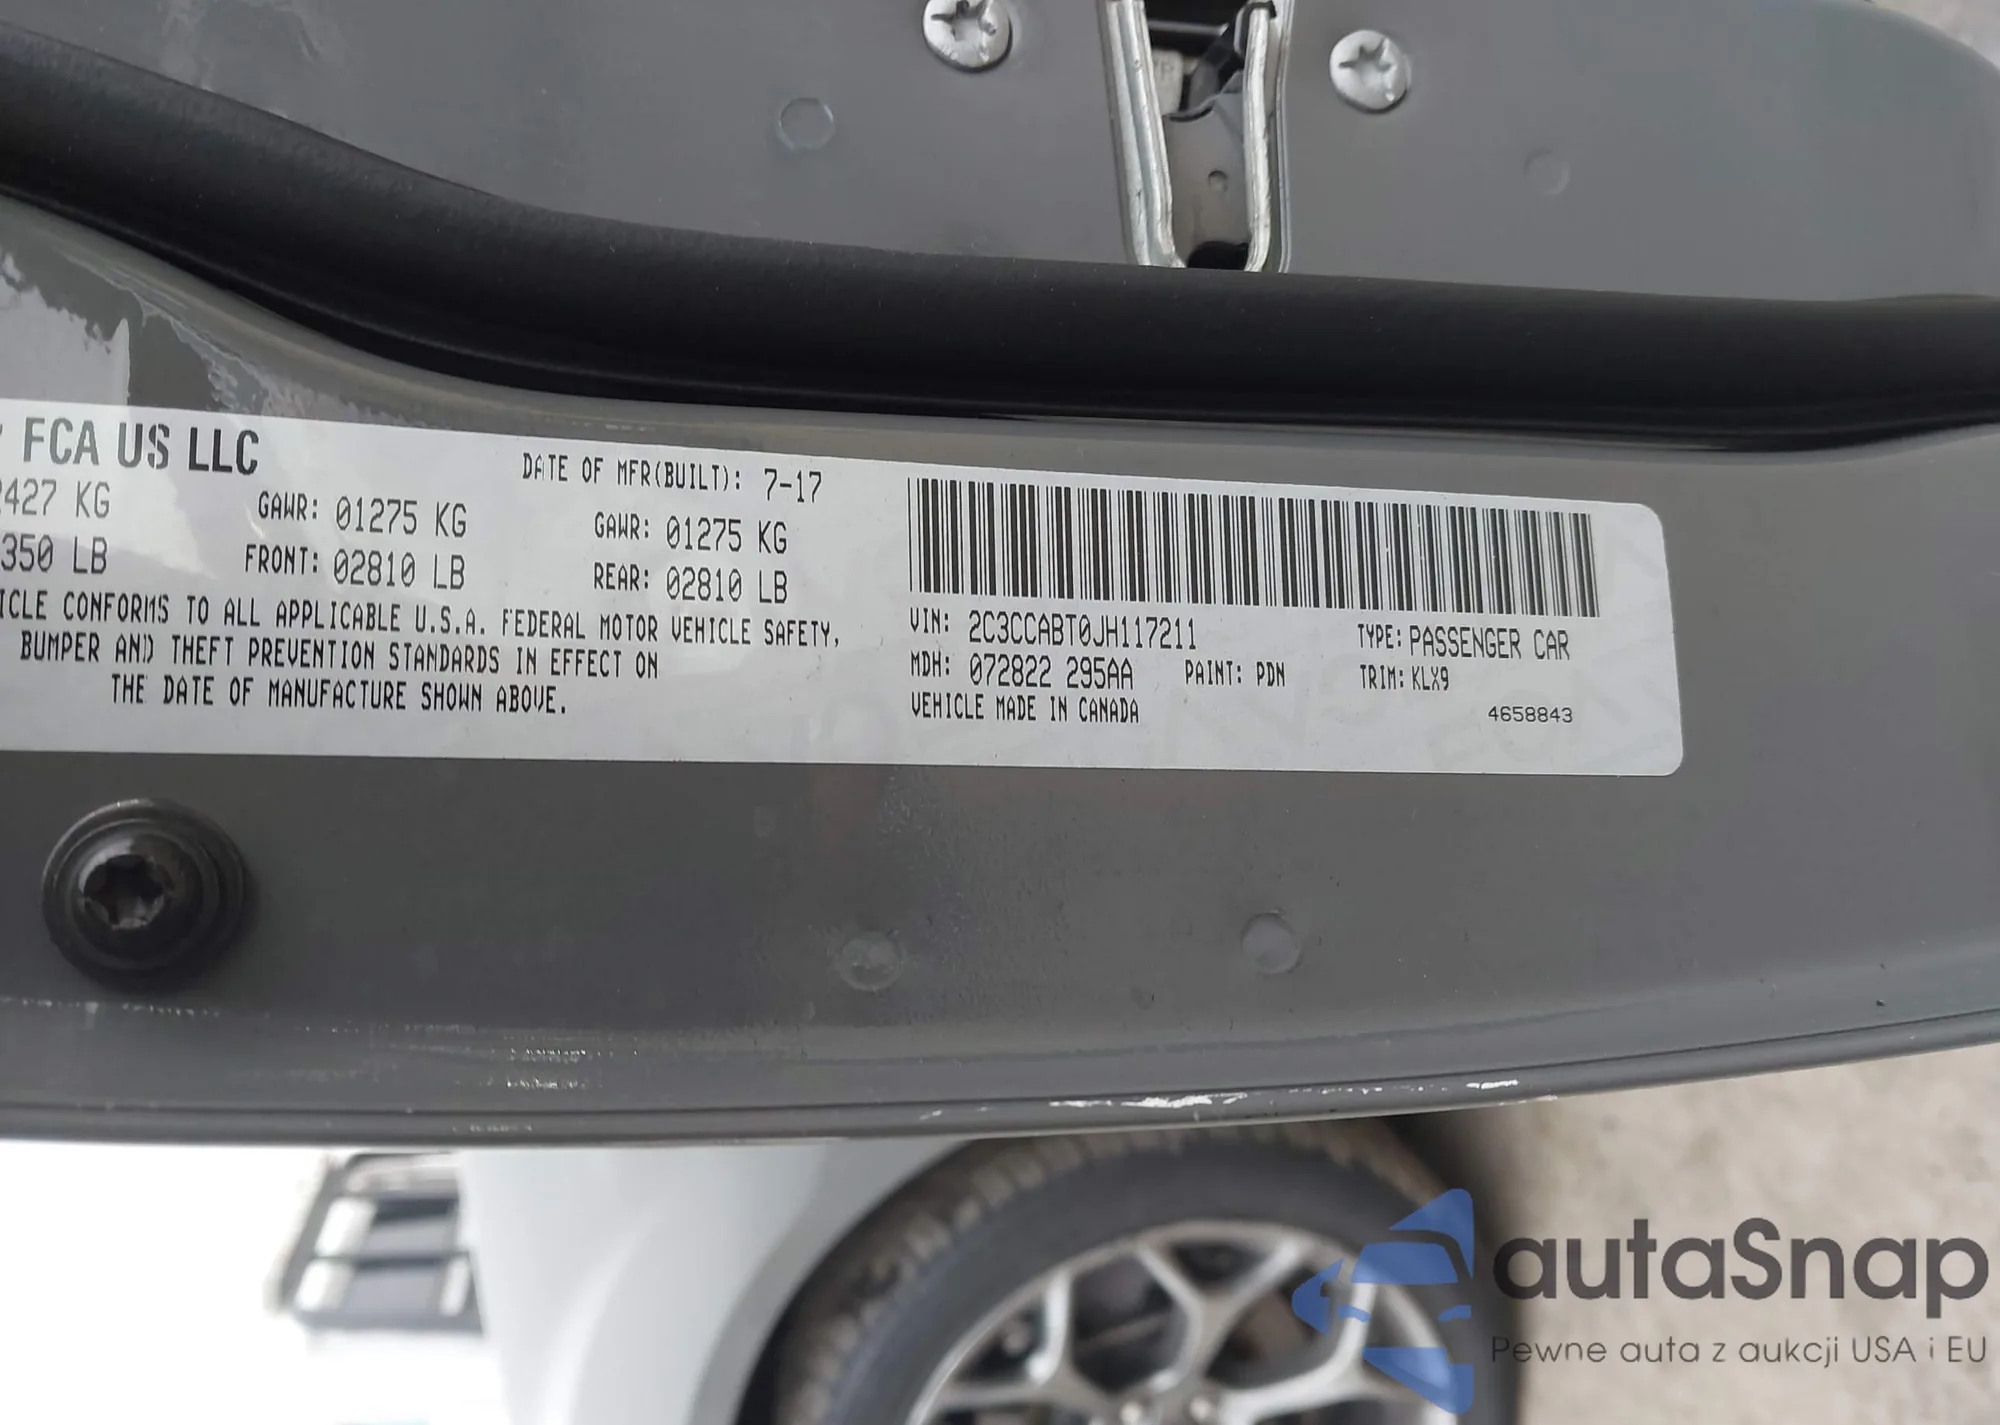 FCA US LLC
DATE OF MFR(BUILT): 7-17
427 KG
GAWR: 01275 KG
GAWR: 01275 KG
350 LB
FRONT: 02810 LB
REAR: 02810 LB
ICLE CONFORMS TO ALL APPLICABLE U.S.A. FEDERAL MOTOR VEHICLE SAFETY,
BUMPER AND THEFT PREVENTION STANDARDS IN EFFECT ON
THE DATE OF MANUFACTURE SHOWN ABOVE.
VIN: 2C3CCABT0JH117211
TYPE: PASSENGER CAR
MDH: 072822 295AA
PAINT: PDN
TRIM: KLX9
VEHICLE MADE IN CANADA
4658843
autaSnap
Pewne auta z aukcji USA i EU